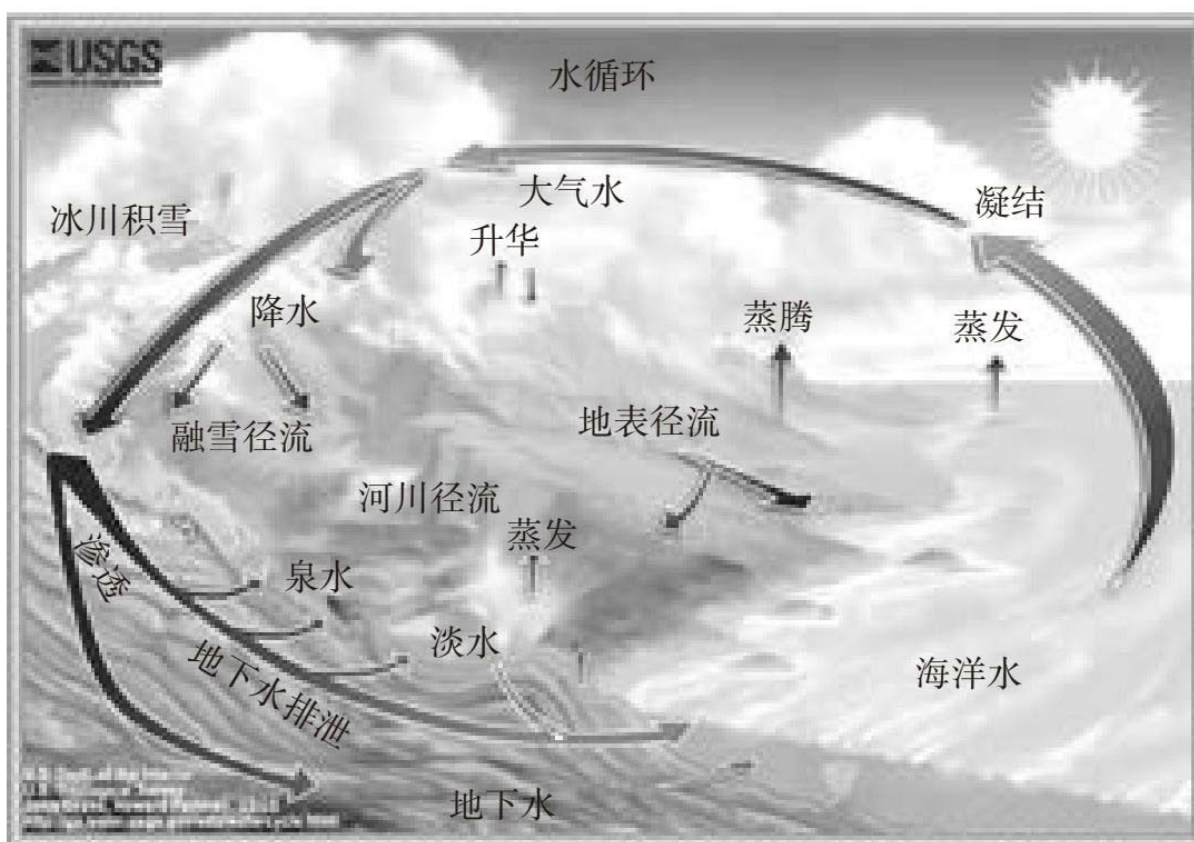 USGS
水循环
大气水
凝结
冰川积雪
升华
降水
蒸腾
蒸发
融雪径流
地表径流
河川径流
蒸发
渗透
泉水
淡水
地下水排泄
海洋水
地下水